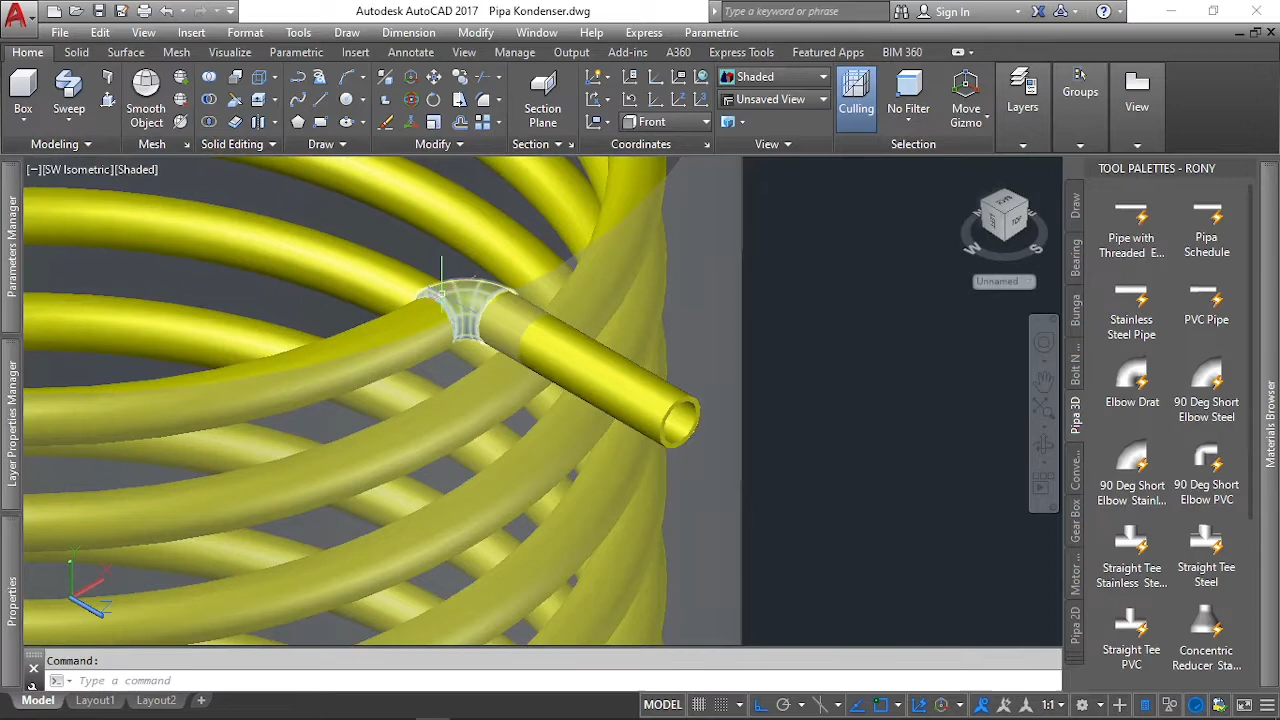 Autodesk AutoCAD 2017 Pipa Kondenser.dwg
Type a keyword or phrase
Sign In
File Edit View Insert Format Tools Draw Dimension Modify Window Help Express Parametric
Home Solid Surface Mesh Visualize Parametric Insert Annotate View Manage Output Add-ins A360 Express Tools Featured Apps BIM 360
Box
Sweep
Smooth
Object
Section
Plane
Shaded
Unsaved View
Front
Culling
No Filter
Move
Gizmo
Layers
Groups
View
Modeling
Mesh
Solid Editing
Draw
Modify
Section
Coordinates
View
Selection
[−][SW Isometric][Shaded]
TOP
W
S
Unnamed
Parameters Manager
Layer Properties Manager
Properties
TOOL PALETTES - RONY
Draw
Bearing
Bunga
Bolt N ...
Pipa 3D
Conve...
Gear Box
Motor ...
Pipa 2D
Pipe with
Threaded E...
Pipa
Schedule
Stainless
Steel Pipe
PVC Pipe
Elbow Drat
90 Deg Short
Elbow Steel
90 Deg Short
Elbow Stainl...
90 Deg Short
Elbow PVC
Straight Tee
Stainless Ste...
Straight Tee
Steel
Straight Tee
PVC
Concentric
Reducer Sta...
Materials Browser
Y
X
Z
Command:
Type a command
Model Layout1 Layout2 +
MODEL
1:1